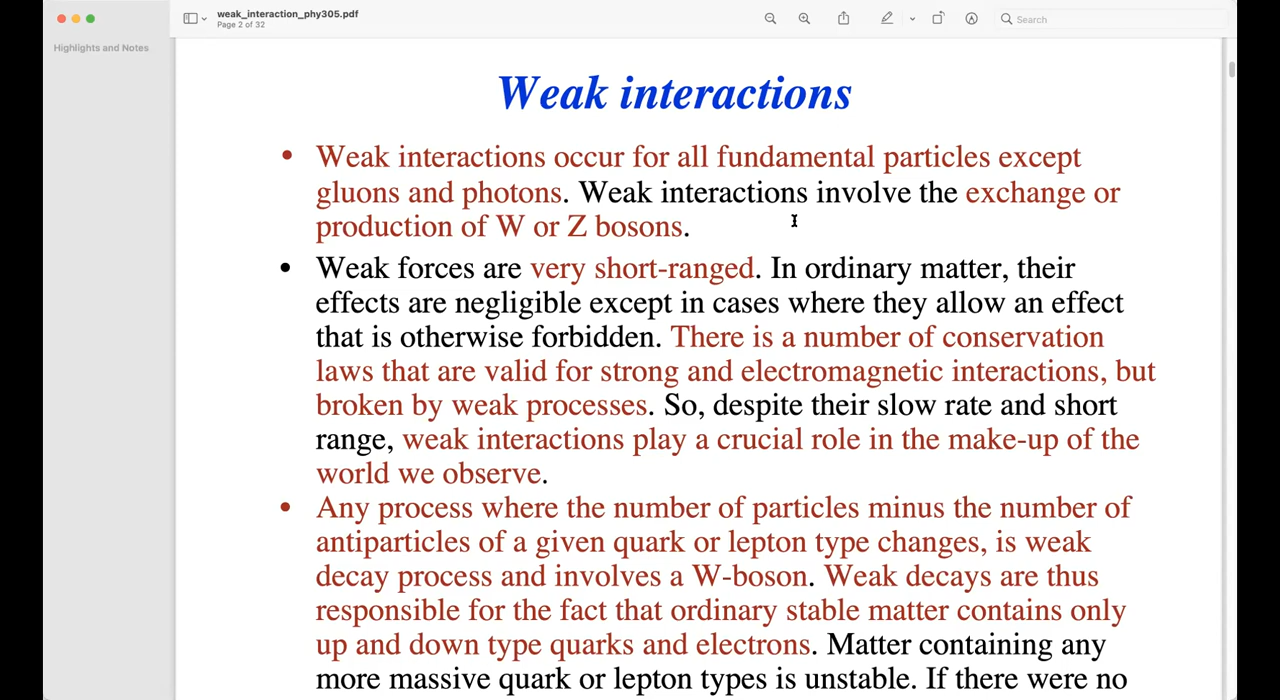 weak_interaction_phy305.pdf
Page 2 of 32
Search
Highlights and Notes
Weak interactions
• Weak interactions occur for all fundamental particles except
gluons and photons. Weak interactions involve the exchange or
production of W or Z bosons.
• Weak forces are very short-ranged. In ordinary matter, their
effects are negligible except in cases where they allow an effect
that is otherwise forbidden. There is a number of conservation
laws that are valid for strong and electromagnetic interactions, but
broken by weak processes. So, despite their slow rate and short
range, weak interactions play a crucial role in the make-up of the
world we observe.
• Any process where the number of particles minus the number of
antiparticles of a given quark or lepton type changes, is weak
decay process and involves a W-boson. Weak decays are thus
responsible for the fact that ordinary stable matter contains only
up and down type quarks and electrons. Matter containing any
more massive quark or lepton types is unstable. If there were no